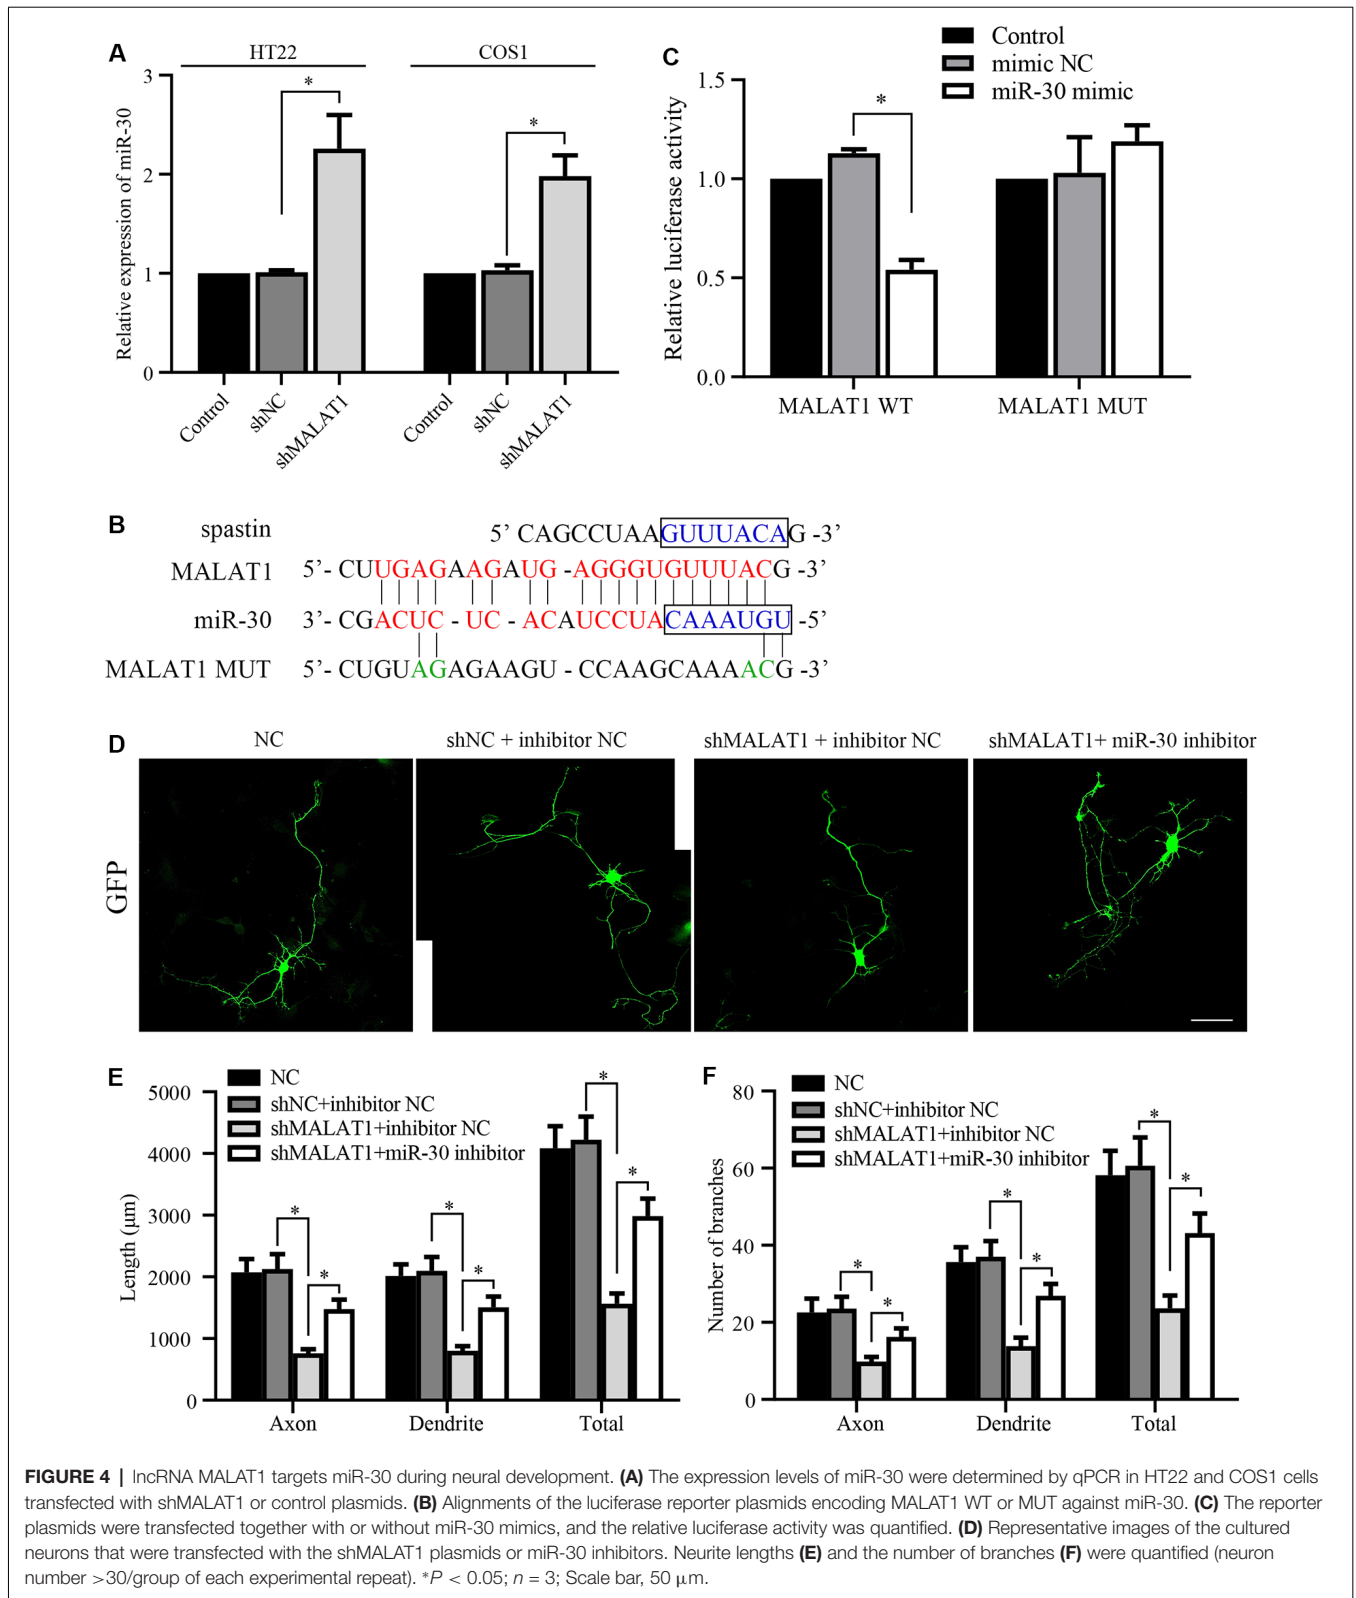 A
HT22
COS1
Relative expression of miR-30
3
2
1
0
*
*
Control
shNC
shMALAT1
Control
shNC
shMALAT1
C
Control
mimic NC
miR-30 mimic
Relative luciferase activity
1.5
1.0
0.5
0.0
*
MALAT1 WT
MALAT1 MUT
B
spastin 5’ CAGCCUAAGUUUACAG -3’
MALAT1 5’- CUUGAGAAGAUG -AGGGUGUUUACG -3’
miR-30 3’- CGACUC - UC - ACAUCCUACAAAUGU -5’
MALAT1 MUT 5’- CUGUAGAGAAGU - CCAAGCAAAACG -3’
D
NC
shNC + inhibitor NC
shMALAT1 + inhibitor NC
shMALAT1+ miR-30 inhibitor
GFP
E
NC
shNC+inhibitor NC
shMALAT1+inhibitor NC
shMALAT1+miR-30 inhibitor
Length (μm)
5000
4000
3000
2000
1000
0
*
*
*
*
*
*
Axon
Dendrite
Total
F
NC
shNC+inhibitor NC
shMALAT1+inhibitor NC
shMALAT1+miR-30 inhibitor
Number of branches
80
60
40
20
0
*
*
*
*
*
*
Axon
Dendrite
Total
FIGURE 4 | lncRNA MALAT1 targets miR-30 during neural development. (A) The expression levels of miR-30 were determined by qPCR in HT22 and COS1 cells
transfected with shMALAT1 or control plasmids. (B) Alignments of the luciferase reporter plasmids encoding MALAT1 WT or MUT against miR-30. (C) The reporter
plasmids were transfected together with or without miR-30 mimics, and the relative luciferase activity was quantified. (D) Representative images of the cultured
neurons that were transfected with the shMALAT1 plasmids or miR-30 inhibitors. Neurite lengths (E) and the number of branches (F) were quantified (neuron
number >30/group of each experimental repeat). *P < 0.05; n = 3; Scale bar, 50 μm.